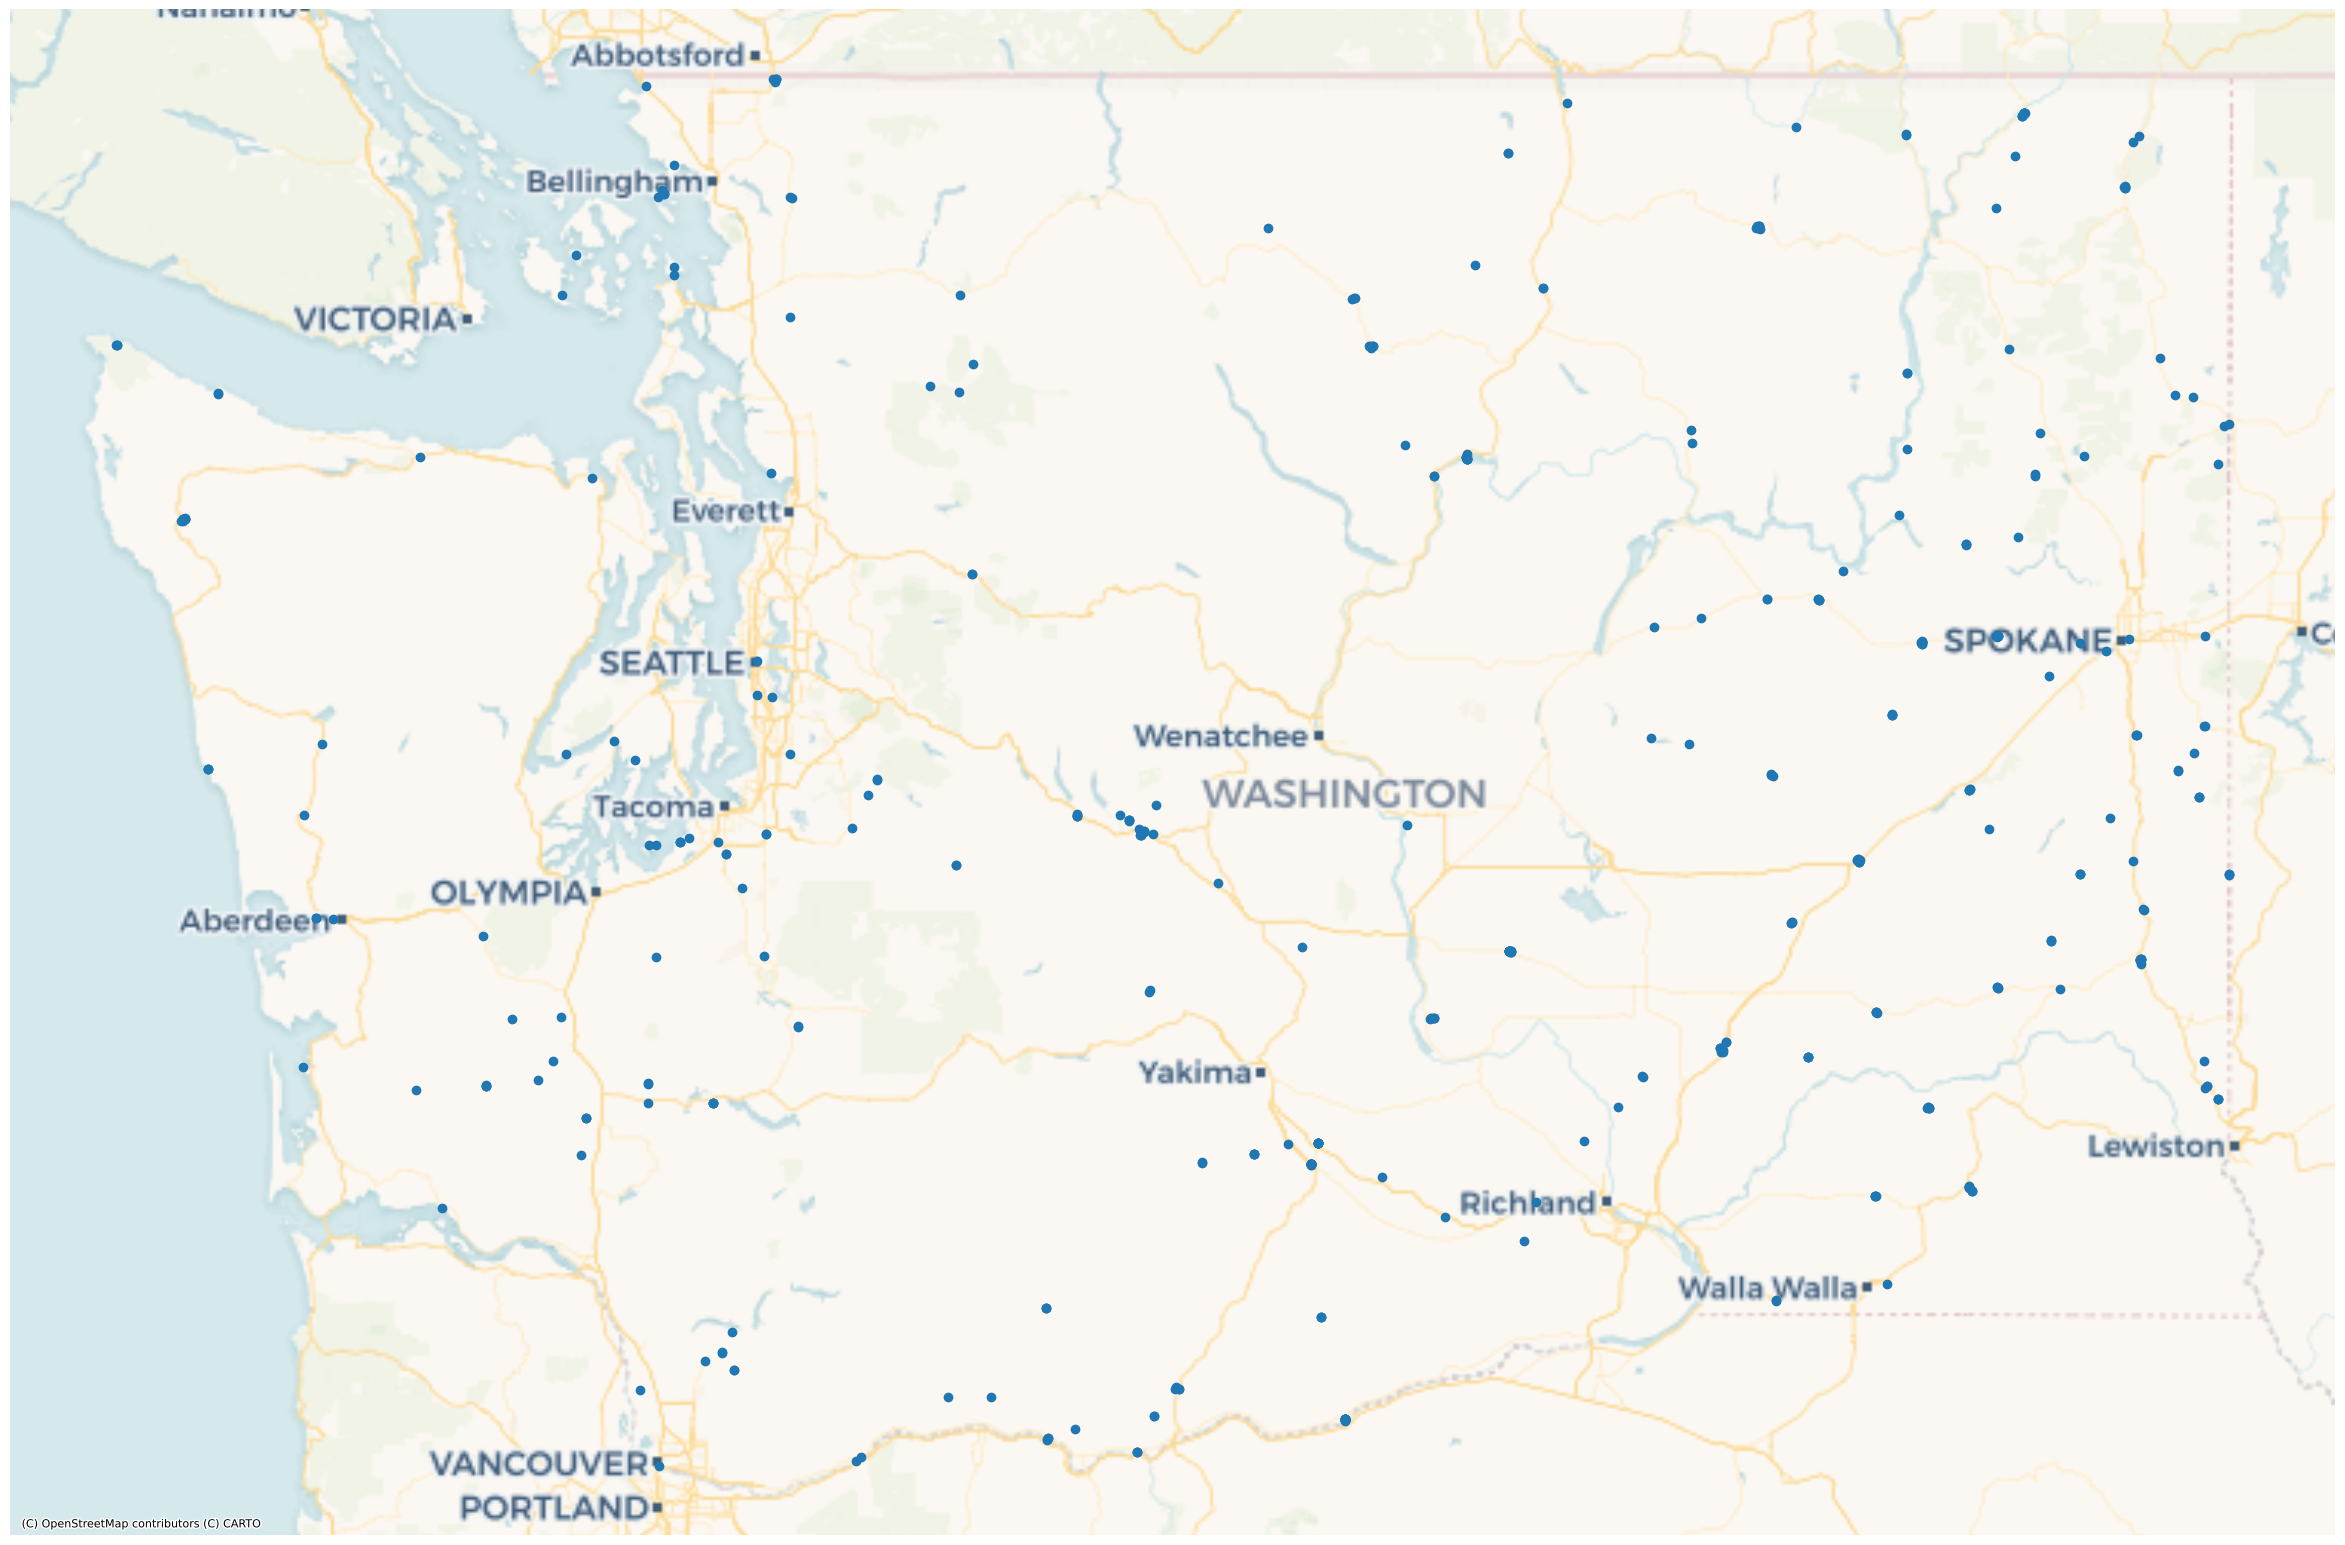 Nanaimo
Abbotsford
Bellingham
VICTORIA
Everett
SPOKANE
SEATTLE
Wenatchee
WASHINGTON
Tacoma
OLYMPIA
Aberdeen
Yakima
Lewiston
Richland
Walla Walla
VANCOUVER
PORTLAND
(C) OpenStreetMap contributors (C) CARTO